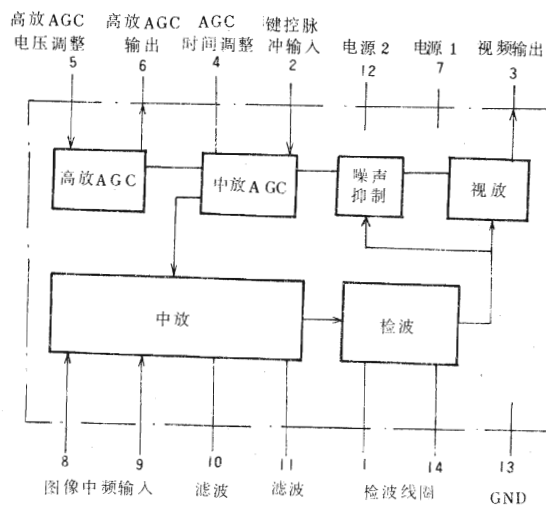 高放AGC 高放AGC AGC 键控脉
电压调整 输出 时间调整 冲输入 电源2 电源1 视频输出
5 6 4 2 12 7 3
高放AGC 中放AGC 噪声抑制 视放
中放 检波
8 9 10 11 1 14 13
图像中频输入 滤波 滤波 检波线圈 GND